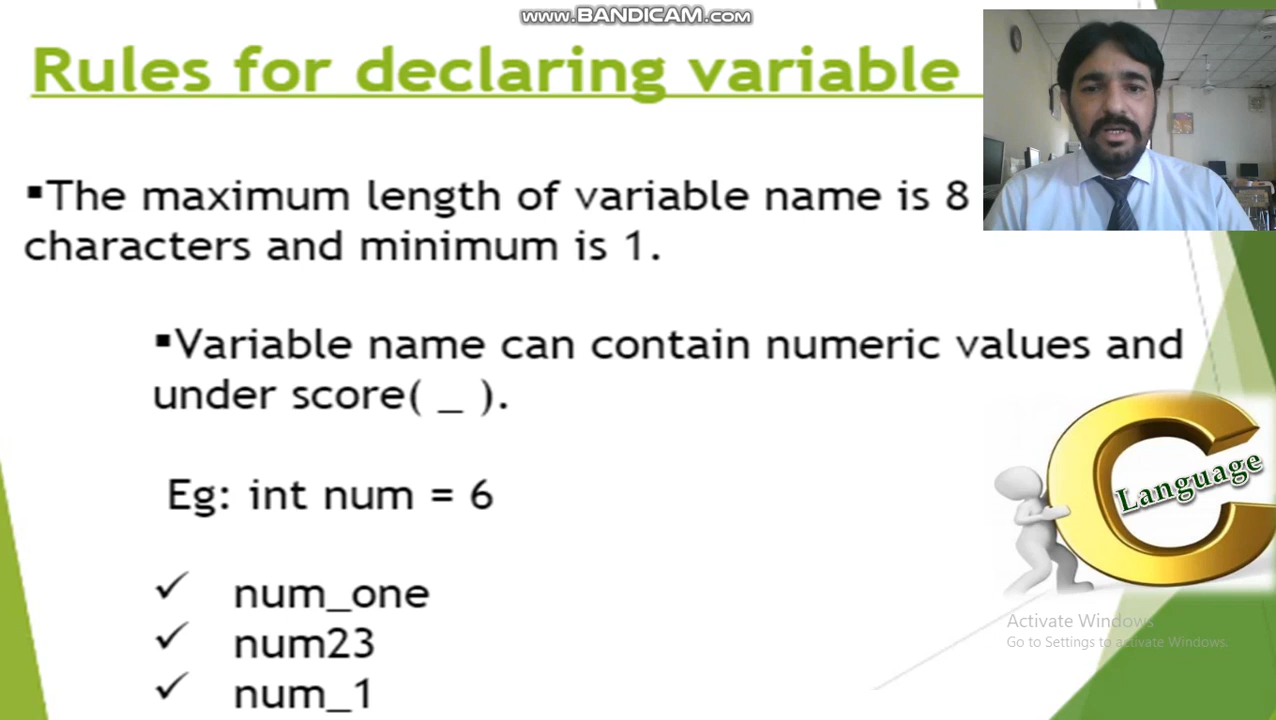 www.BANDICAM.com
Rules for declaring variable
▪The maximum length of variable name is 8
characters and minimum is 1.
▪Variable name can contain numeric values and
under score( _ ).
Eg: int num = 6
✓ num_one
✓ num23
✓ num_1
C
Language
Activate Windows
Go to Settings to activate Windows.